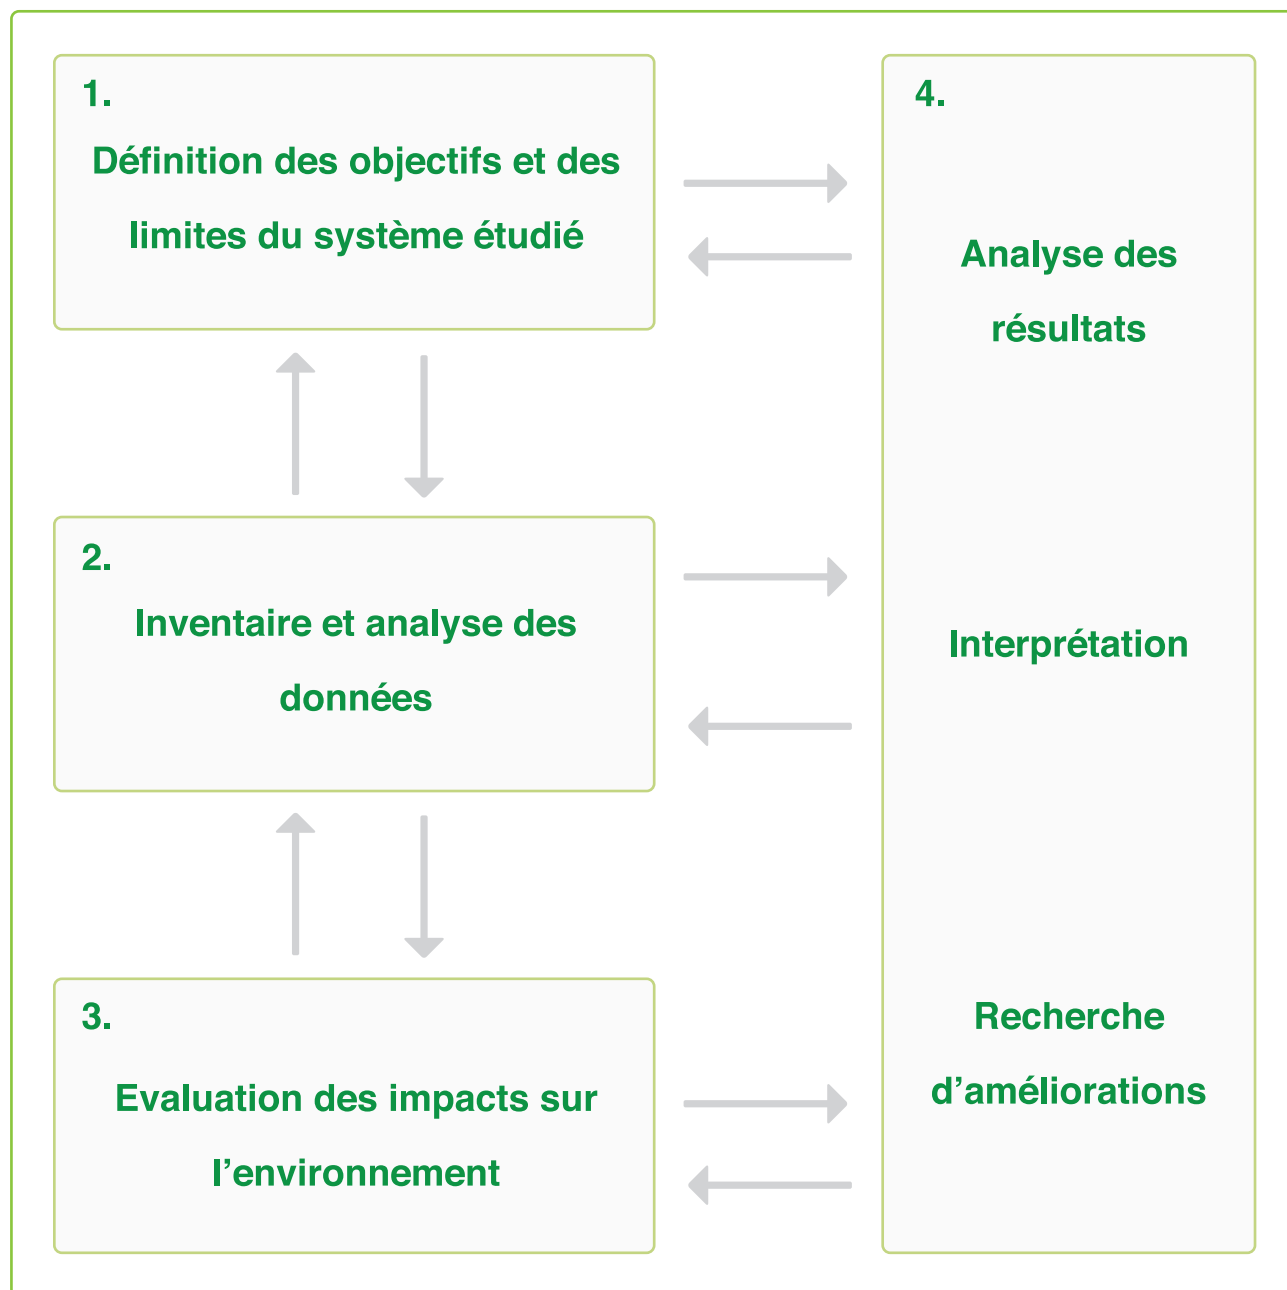 1.
Définition des objectifs et des
limites du système étudié
2.
Inventaire et analyse des
données
3.
Evaluation des impacts sur
l’environnement
4.
Analyse des
résultats
Interprétation
Recherche
d’améliorations